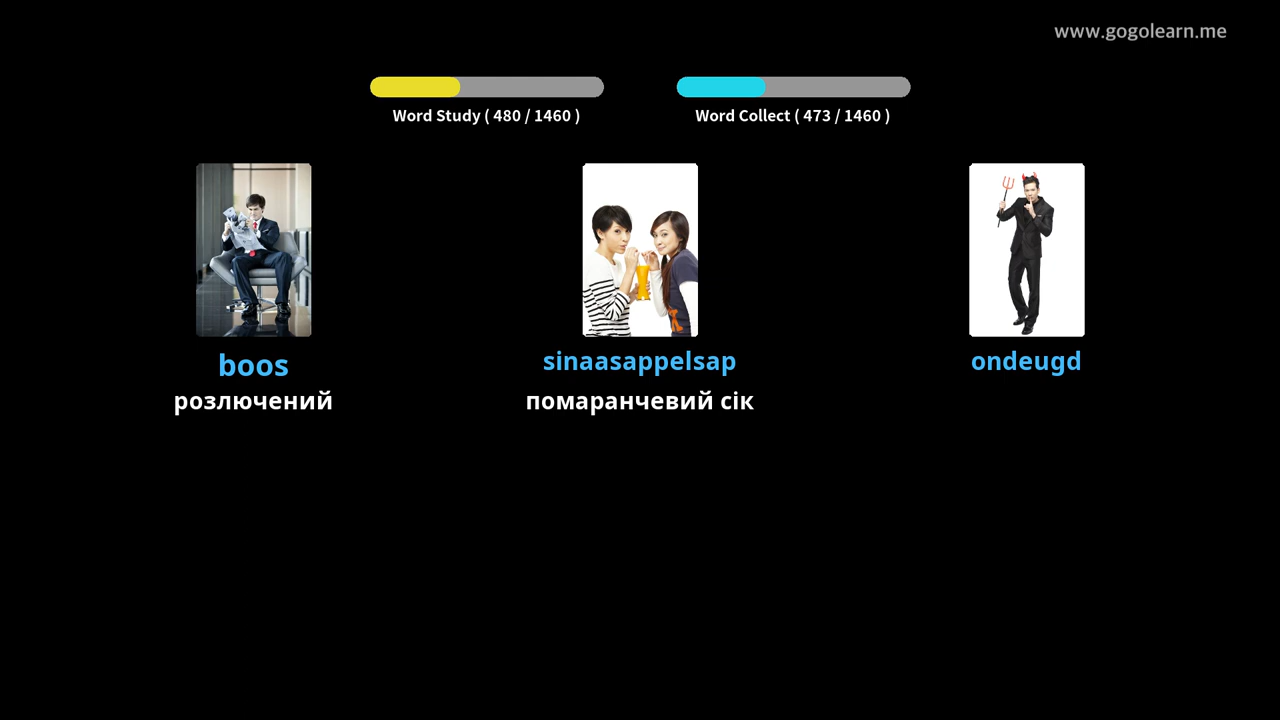 www.gogolearn.me
Word Study ( 480 / 1460 )
Word Collect ( 473 / 1460 )
boos
sinaasappelsap
ondeugd
розлючений
помаранчевий сік